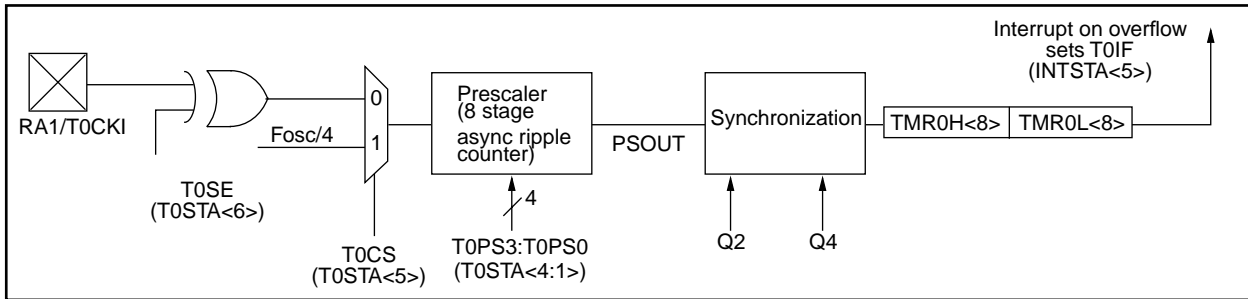 Interrupt on overflow
sets T0IF
(INTSTA<5>)
RA1/T0CKI
Fosc/4
0
1
Prescaler
(8 stage
async ripple
counter)
PSOUT
Synchronization
TMR0H<8> TMR0L<8>
T0SE
(T0STA<6>)
4
T0CS
(T0STA<5>)
T0PS3:T0PS0
(T0STA<4:1>)
Q2
Q4